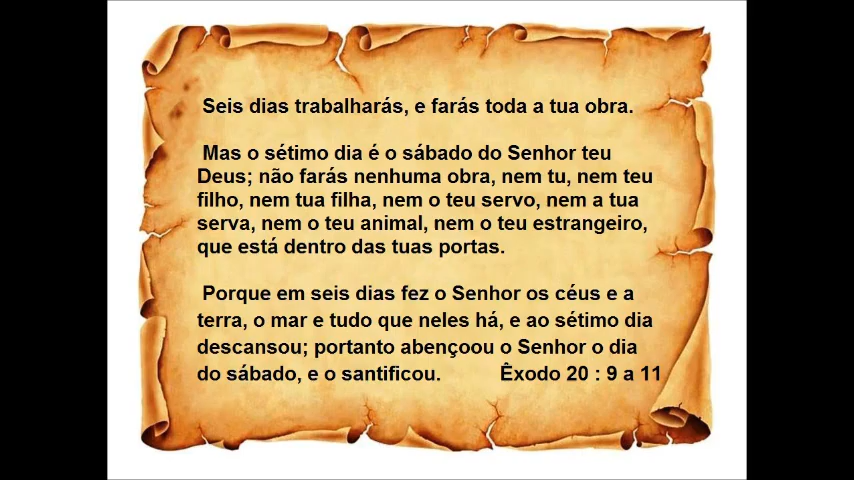 Seis dias trabalharás, e farás toda a tua obra.
Mas o sétimo dia é o sábado do Senhor teu
Deus; não farás nenhuma obra, nem tu, nem teu
filho, nem tua filha, nem o teu servo, nem a tua
serva, nem o teu animal, nem o teu estrangeiro,
que está dentro das tuas portas.
Porque em seis dias fez o Senhor os céus e a
terra, o mar e tudo que neles há, e ao sétimo dia
descansou; portanto abençoou o Senhor o dia
do sábado, e o santificou. Êxodo 20 : 9 a 11